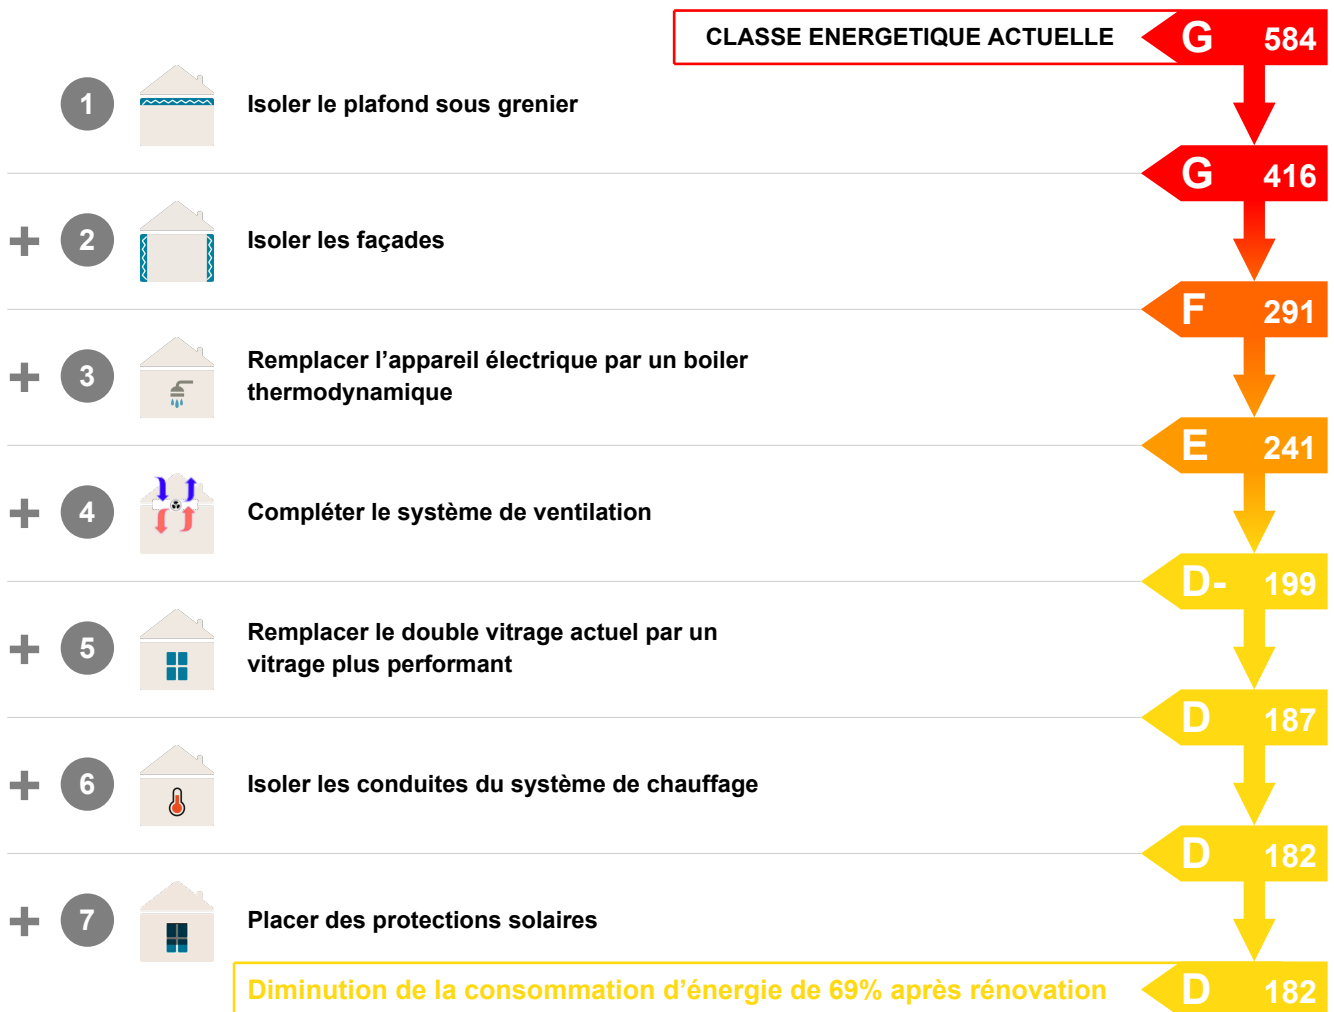 CLASSE ENERGETIQUE ACTUELLE G 584
1 Isoler le plafond sous grenier
G 416
+ 2 Isoler les façades
F 291
+ 3 Remplacer l’appareil électrique par un boiler
thermodynamique
E 241
+ 4 Compléter le système de ventilation
D- 199
+ 5 Remplacer le double vitrage actuel par un
vitrage plus performant
D 187
+ 6 Isoler les conduites du système de chauffage
D 182
+ 7 Placer des protections solaires
Diminution de la consommation d’énergie de 69% après rénovation D 182